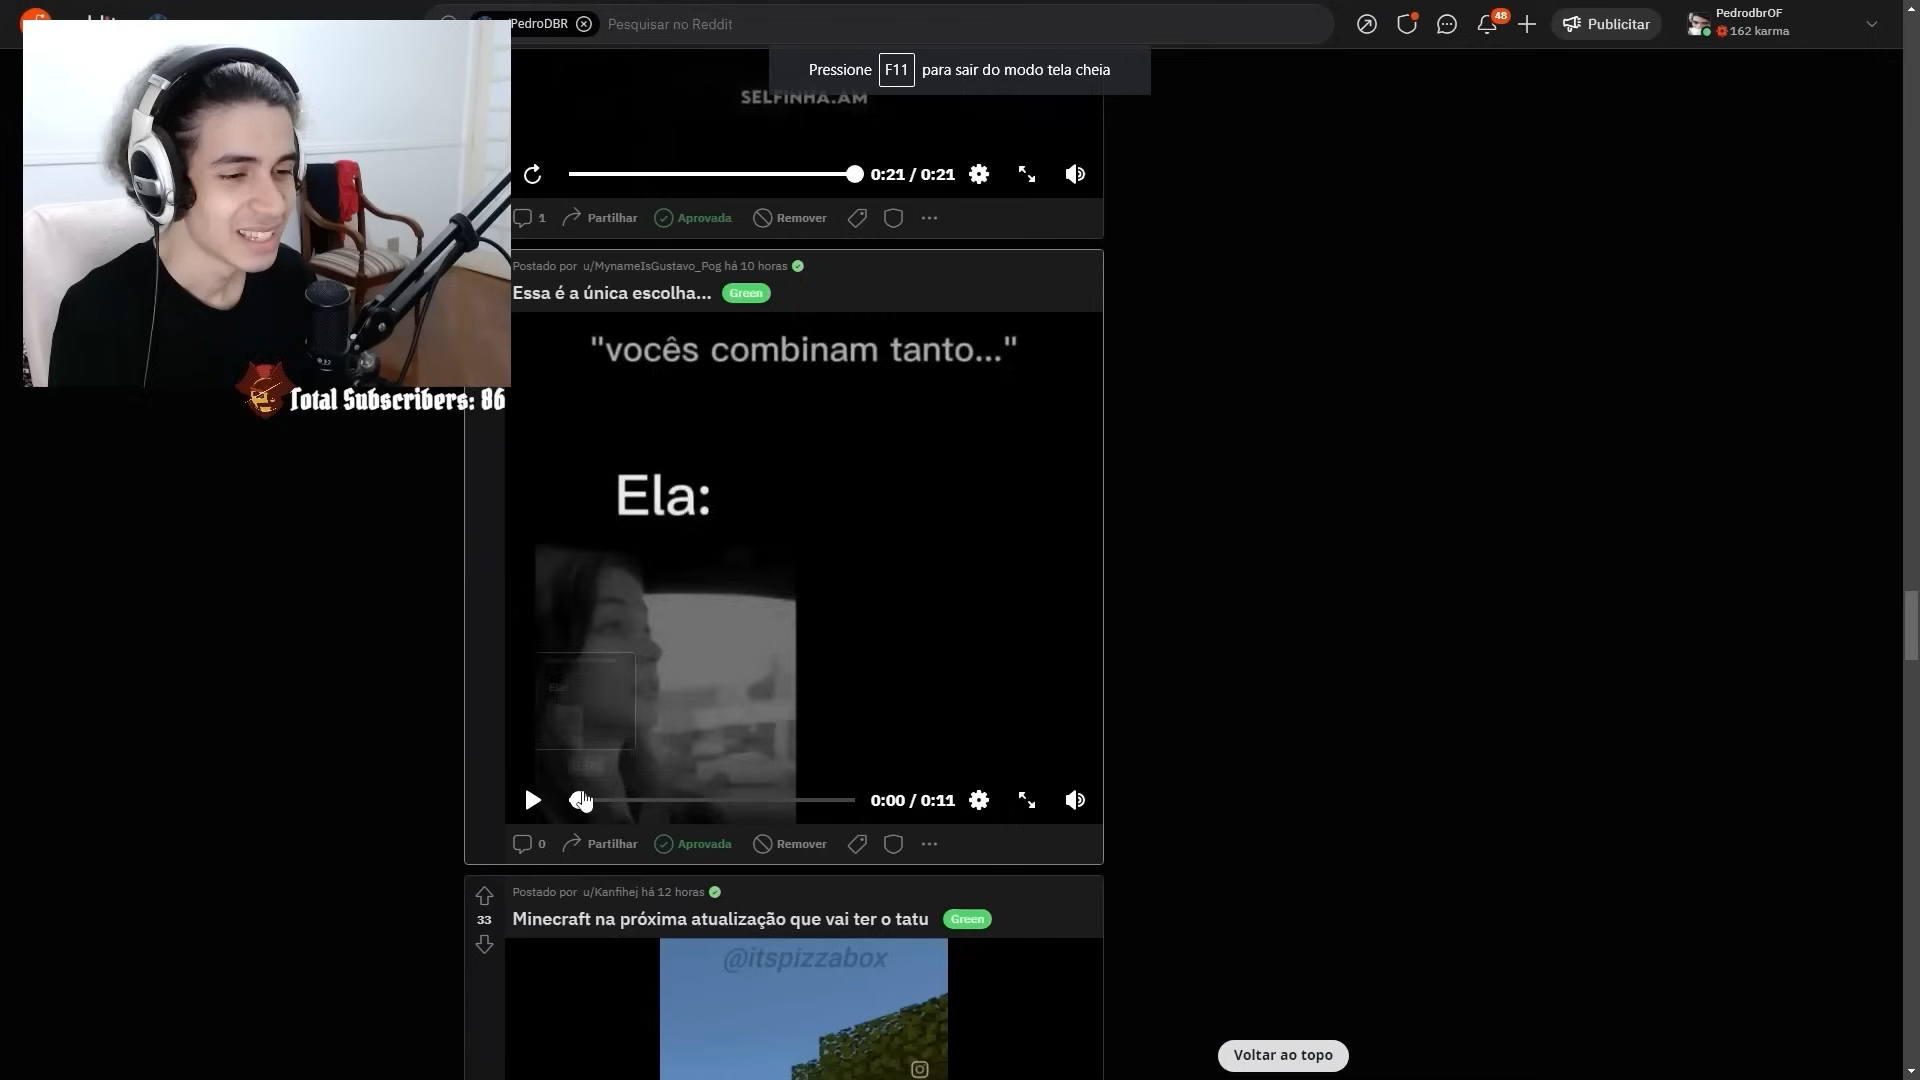 PedroDBR
Pesquisar no Reddit
48
Publicitar
PedrodbrOF
162 karma
Pressione F11 para sair do modo tela cheia
SELFINHA.AM
0:21 / 0:21
1 Partilhar Aprovada Remover
Postado por u/MynameIsGustavo_Pog há 10 horas
Essa é a única escolha... Green
"vocês combinam tanto..."
Total Subscribers: 86
Ela:
0:00 / 0:11
0 Partilhar Aprovada Remover
Postado por u/Kanfihej há 12 horas
33
Minecraft na próxima atualização que vai ter o tatu Green
@itspizzabox
Voltar ao topo